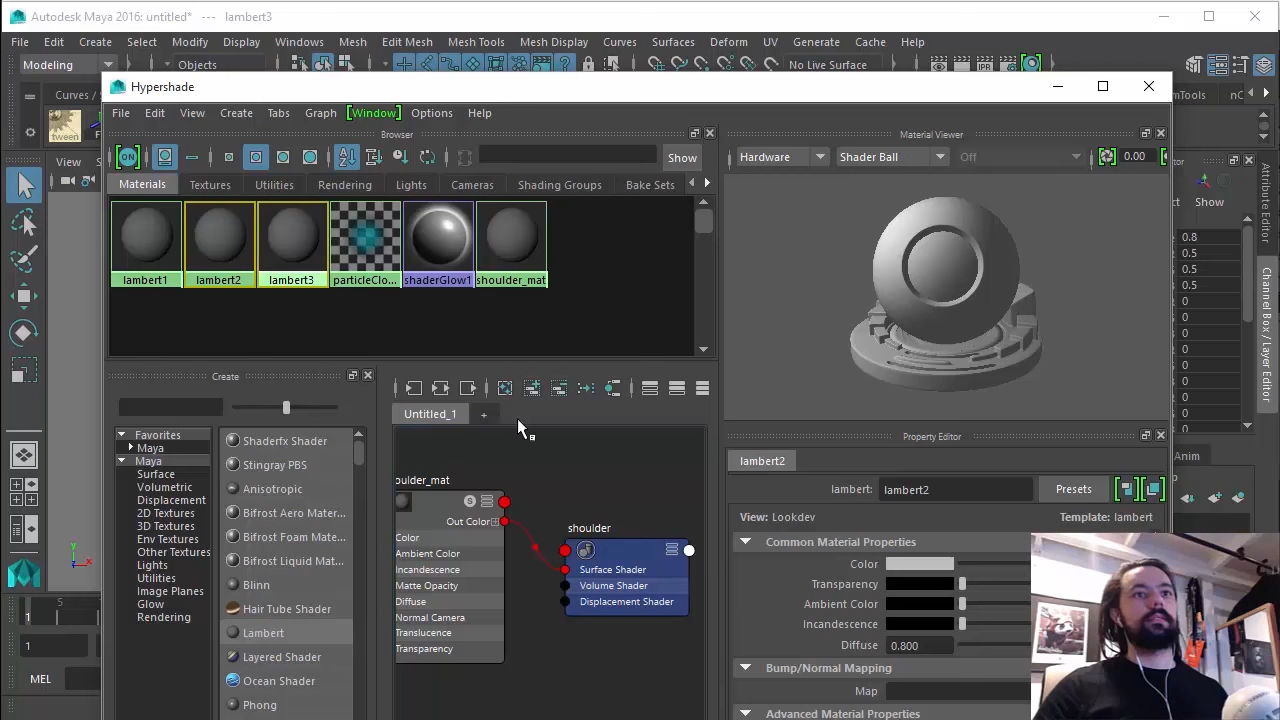 Autodesk Maya 2016: untitled* --- lambert3
File Edit Create Select Modify Display Windows Mesh Edit Mesh Mesh Tools Mesh Display Curves Surfaces Deform UV Generate Cache Help
Modeling Objects No Live Surface
Hypershade
Curves /
mTools nC
tween
File Edit View Create Tabs Graph [Window] Options Help
Browser
Material Viewer
ON Show
Hardware Shader Ball Off 0.00
View
Materials Textures Utilities Rendering Lights Cameras Shading Groups Bake Sets
ct Show
lambert1 lambert2 lambert3 particleClo... shaderGlow1 shoulder_mat
0.8
0.5
0.5
0.5
0
0
0
0
0
0
0
0
Attribute Editor
Channel Box / Layer Editor
Create
Untitled_1 +
Favorites
Maya
Maya
Surface
Volumetric
Displacement
2D Textures
3D Textures
Env Textures
Other Textures
Lights
Utilities
Image Planes
Glow
Rendering
Shaderfx Shader
Stingray PBS
Anisotropic
Bifrost Aero Mater...
Bifrost Foam Mate...
Bifrost Liquid Mat...
Blinn
Hair Tube Shader
Lambert
Layered Shader
Ocean Shader
Phong
oulder_mat
S
Out Color
Color
Ambient Color
Incandescence
Matte Opacity
Diffuse
Normal Camera
Translucence
Transparency
shoulder
Surface Shader
Volume Shader
Displacement Shader
Property Editor
lambert2
lambert: lambert2 Presets
View: Lookdev Template: lambert
Common Material Properties
Color
Transparency
Ambient Color
Incandescence
Diffuse 0.800
Bump/Normal Mapping
Map
Advanced Material Properties
Anim
y
z x
5
1
1
MEL